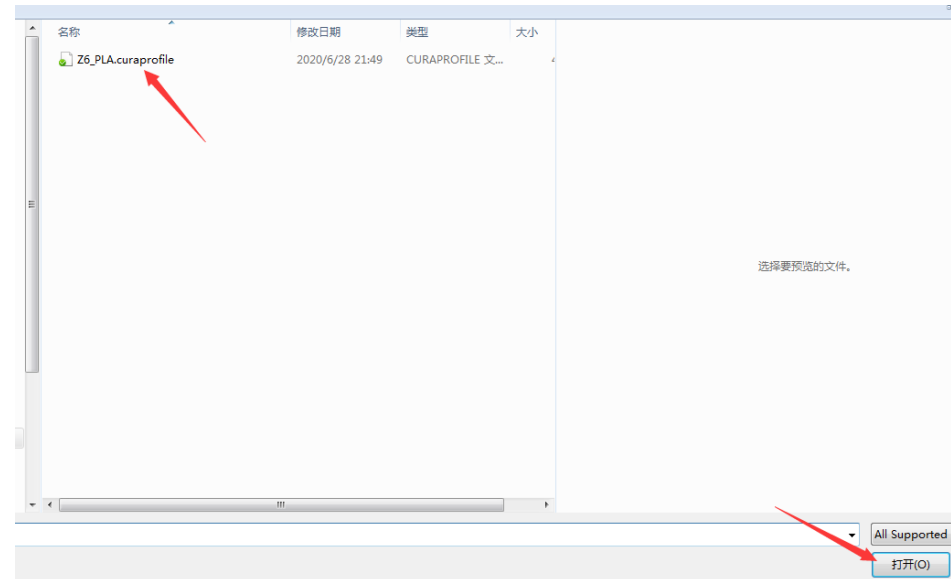 名称 修改日期 类型 大小
Z6_PLA.curaprofile 2020/6/28 21:49 CURAPROFILE 文...
选择要预览的文件。
All Supported
打开(O)